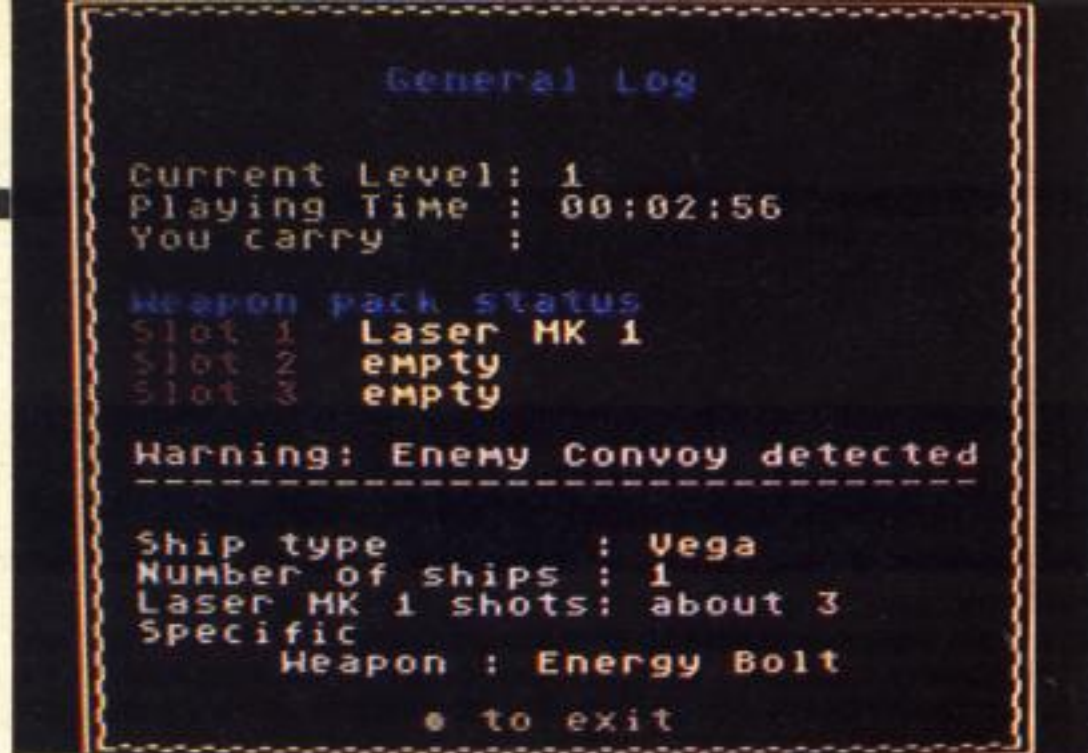 General Log
Current Level: 1
Playing Time : 00:02:56
You carry :
Weapon pack status
Slot 1 Laser MK 1
Slot 2 empty
Slot 3 empty
Warning: Enemy Convoy detected
Ship type : Vega
Number of ships : 1
Laser MK 1 shots: about 3
Specific
Weapon : Energy Bolt
to exit